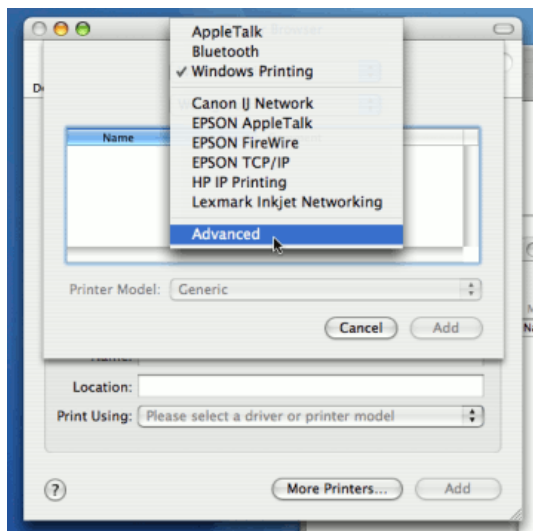 Browser
AppleTalk
Bluetooth
✓ Windows Printing
Canon IJ Network
EPSON AppleTalk
EPSON FireWire
EPSON TCP/IP
HP IP Printing
Lexmark Inkjet Networking
Advanced
Name
Printer Model: Generic
Cancel Add
Name:
Location:
Print Using: Please select a driver or printer model
? More Printers... Add